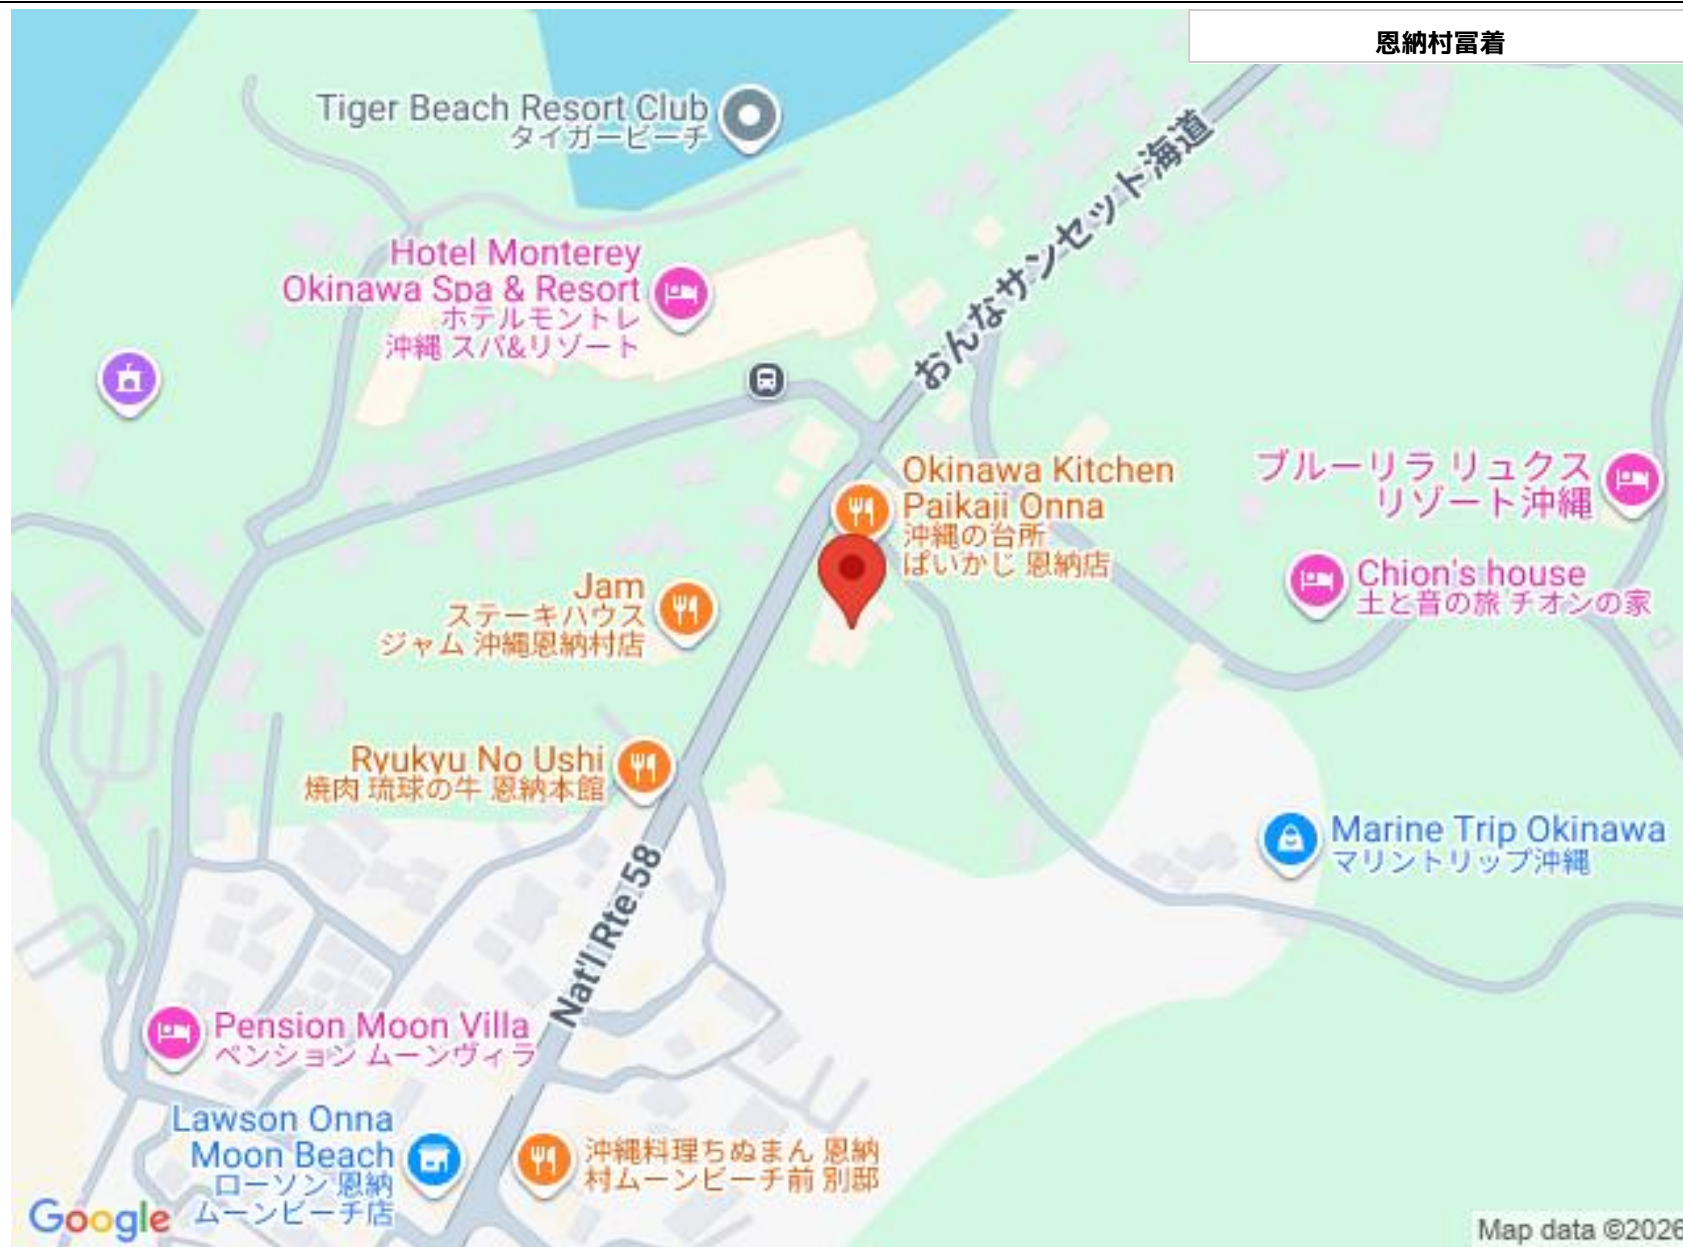 恩納村冨着
Tiger Beach Resort Club
タイガービーチ
おんなサンセット海道
Hotel Monterey
Okinawa Spa & Resort
ホテルモントレ
沖縄 スパ&リゾート
Okinawa Kitchen
Paikaji Onna
沖縄の台所
ぱいかじ 恩納店
ブルーリラ リュクス
リゾート沖縄
Chion's house
土と音の旅 チオンの家
Jam
ステーキハウス
ジャム 沖縄恩納村店
Ryukyu No Ushi
焼肉 琉球の牛 恩納本館
Marine Trip Okinawa
マリントリップ沖縄
Nat'l Rte 58
Pension Moon Villa
ペンション ムーンヴィラ
Lawson Onna
Moon Beach
ローソン 恩納
ムーンビーチ店
沖縄料理ちぬまん 恩納
村ムーンビーチ前 別邸
Google
Map data ©2026